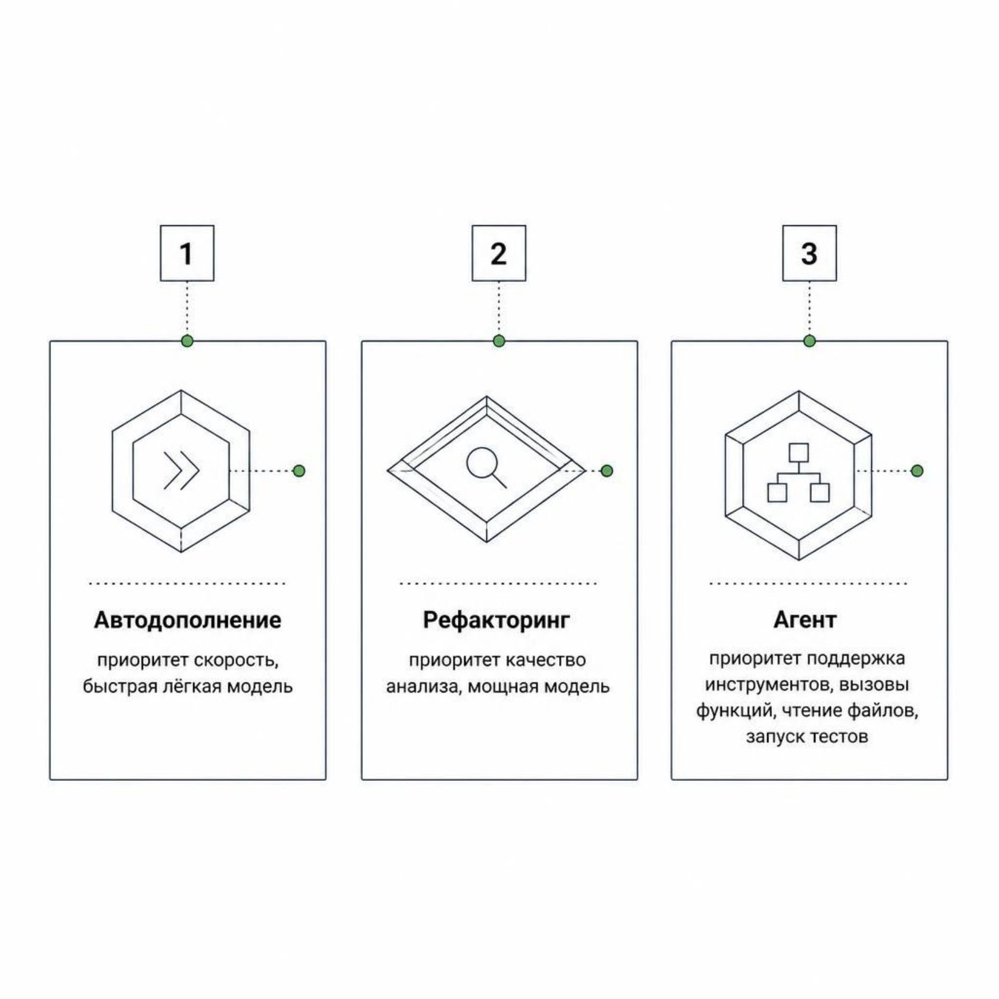 1
Автодополнение
приоритет скорость,
быстрая лёгкая модель
2
Рефакторинг
приоритет качество
анализа, мощная модель
3
Агент
приоритет поддержка
инструментов, вызовы
функций, чтение файлов,
запуск тестов